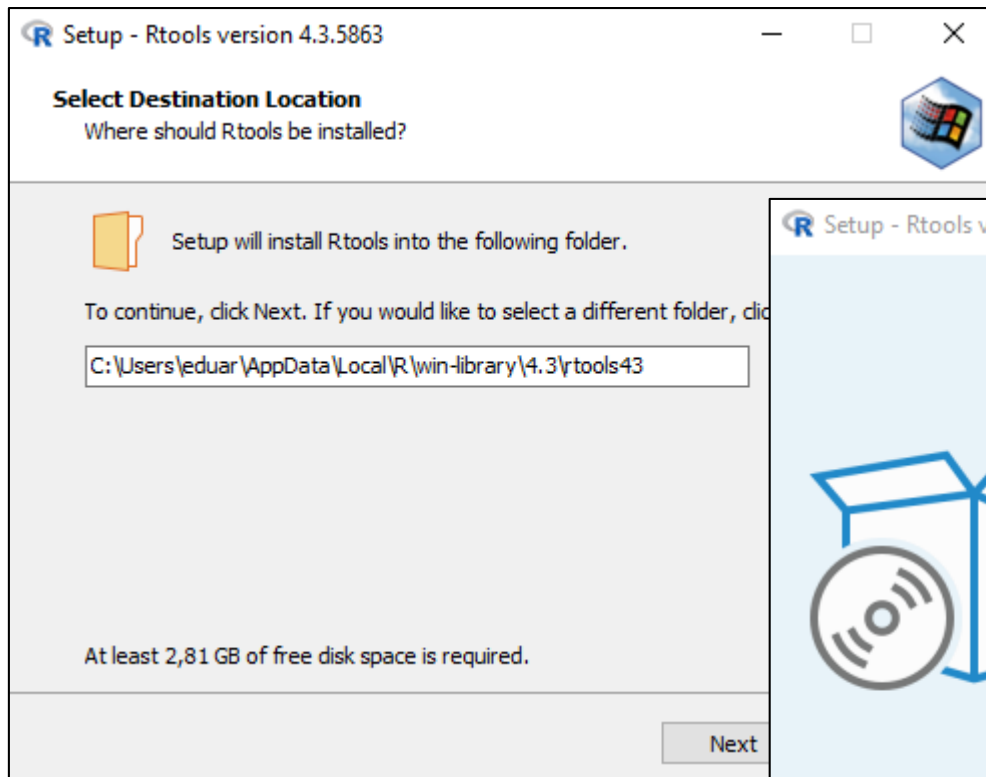 Setup - Rtools version 4.3.5863
Select Destination Location
Where should Rtools be installed?
Setup will install Rtools into the following folder.
To continue, click Next. If you would like to select a different folder, clic
C:\Users\eduar\AppData\Local\R\win-library\4.3\rtools43
At least 2,81 GB of free disk space is required.
Next
Setup - Rtools v